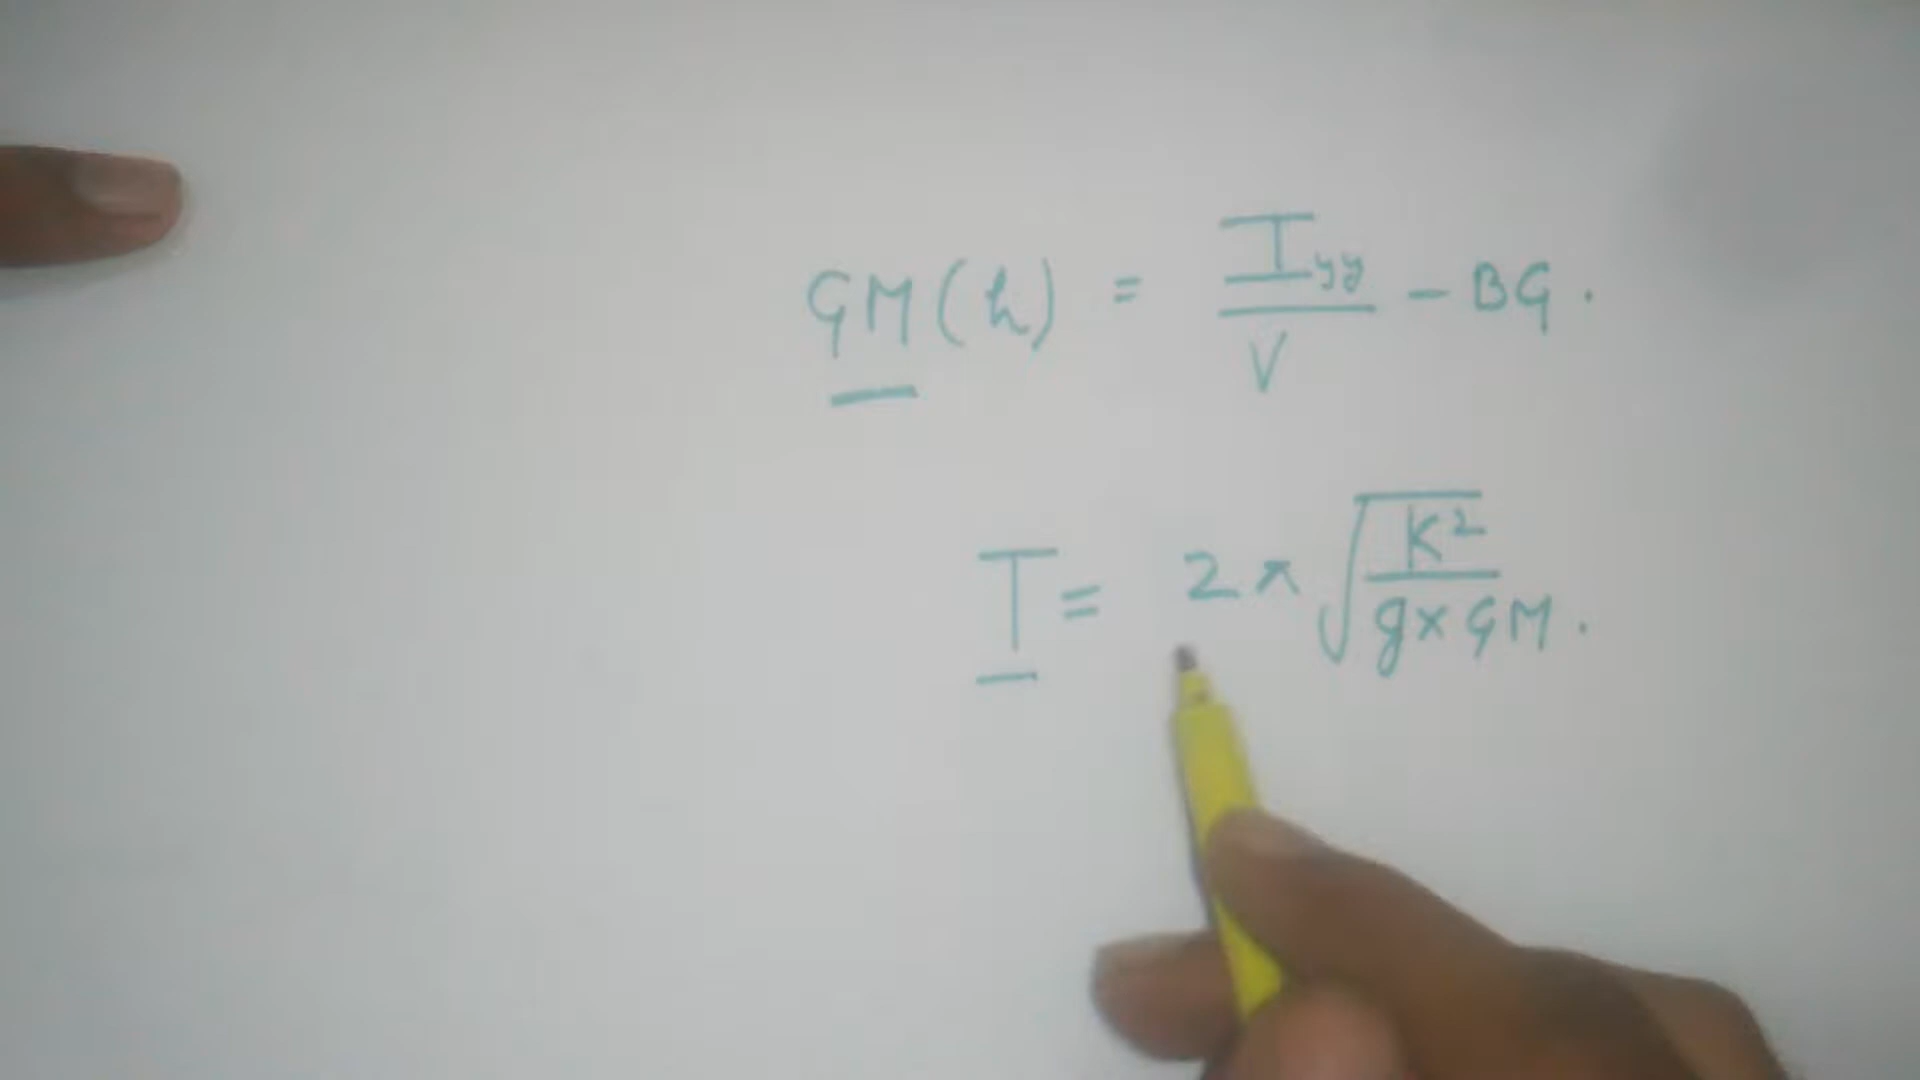 GM(h) = Iyy/V - BG.
T = 2π √(K²/(g×GM)).